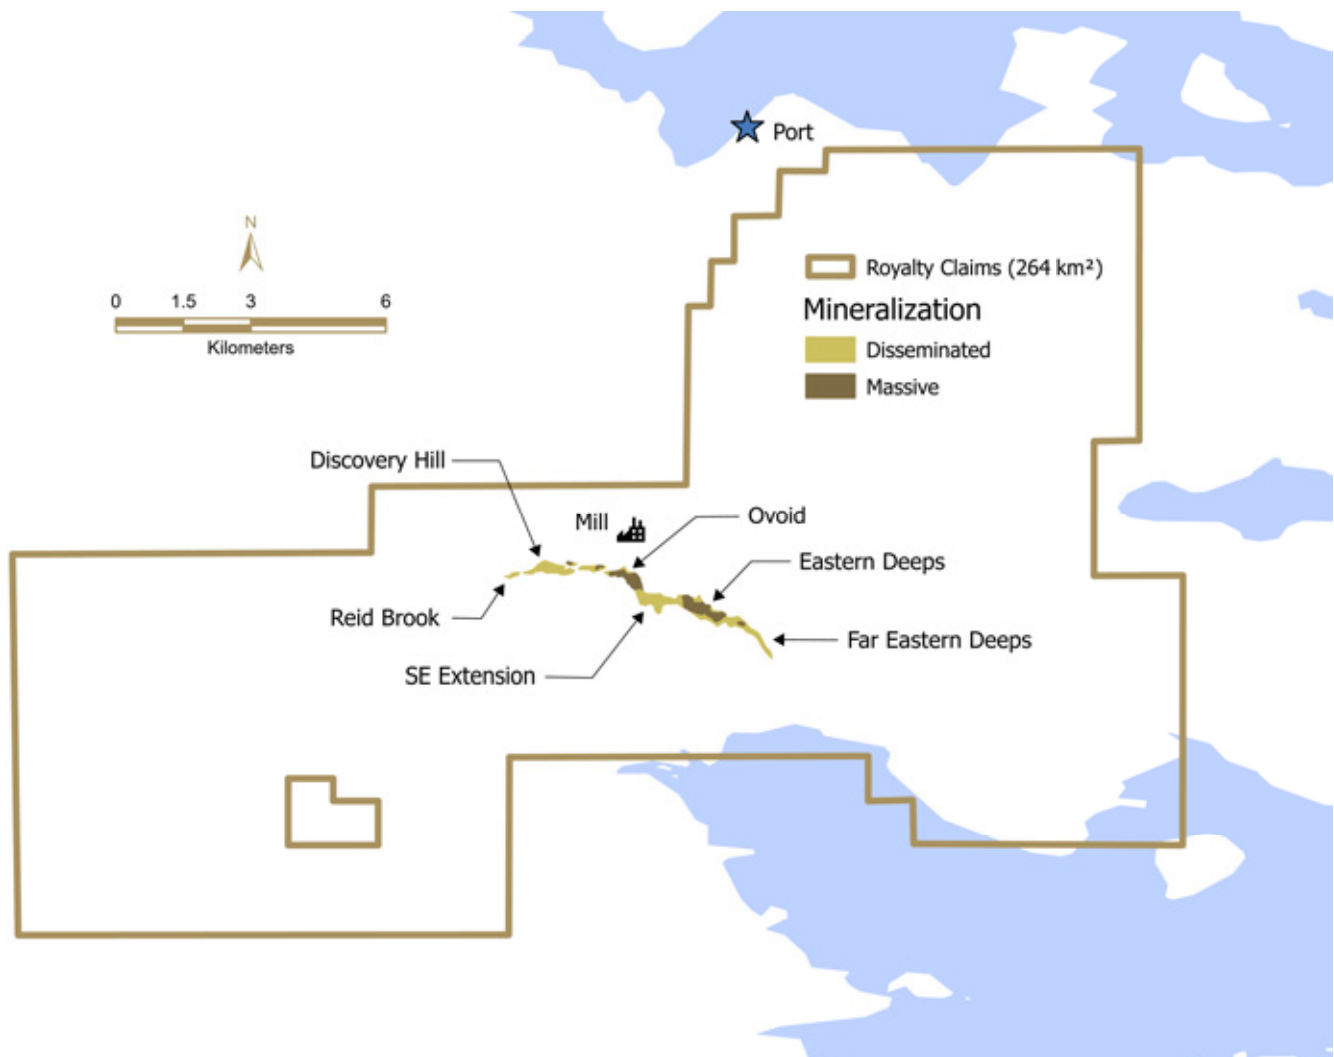 Port
N
0 1.5 3 6
Kilometers
Royalty Claims (264 km²)
Mineralization
Disseminated
Massive
Discovery Hill
Mill
Ovoid
Eastern Deeps
Reid Brook
Far Eastern Deeps
SE Extension